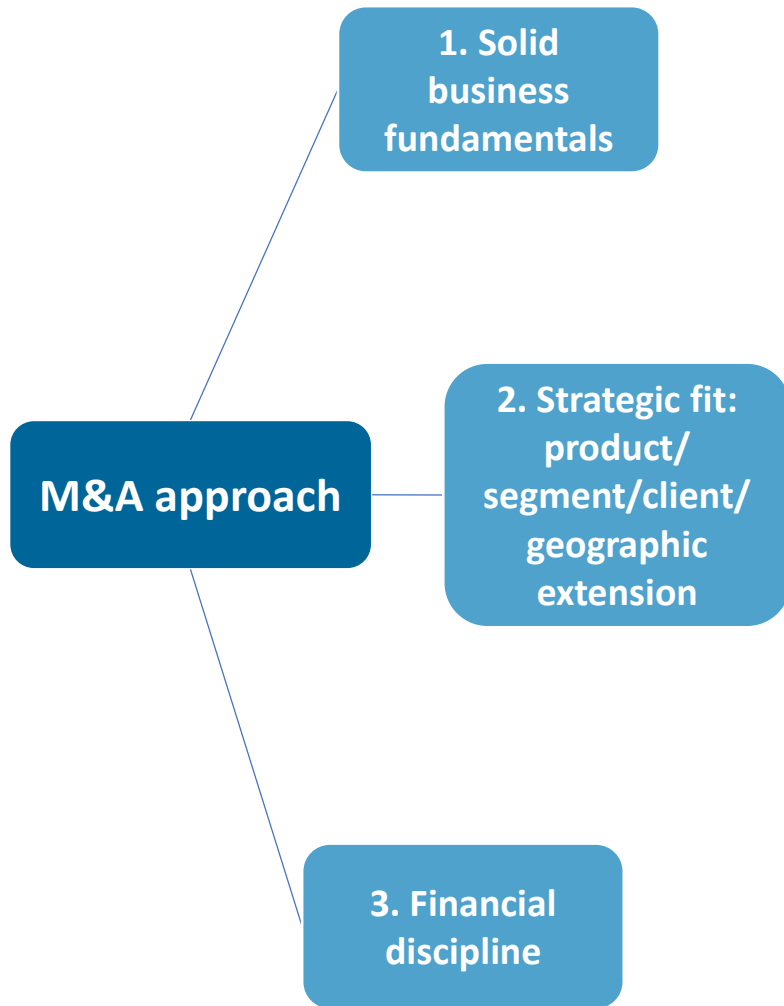 1. Solid
business
fundamentals
2. Strategic fit:
product/
segment/client/
geographic
extension
M&A approach
3. Financial
discipline